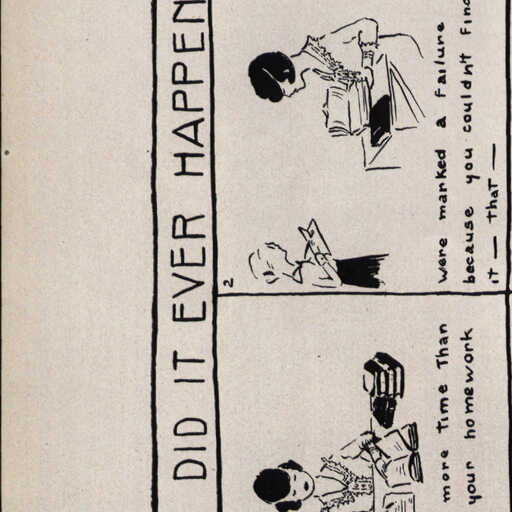 DID IT EVER HAPPEN
more Time Than
your homework
2
were marked a failure
because you couldn't find
it — that —